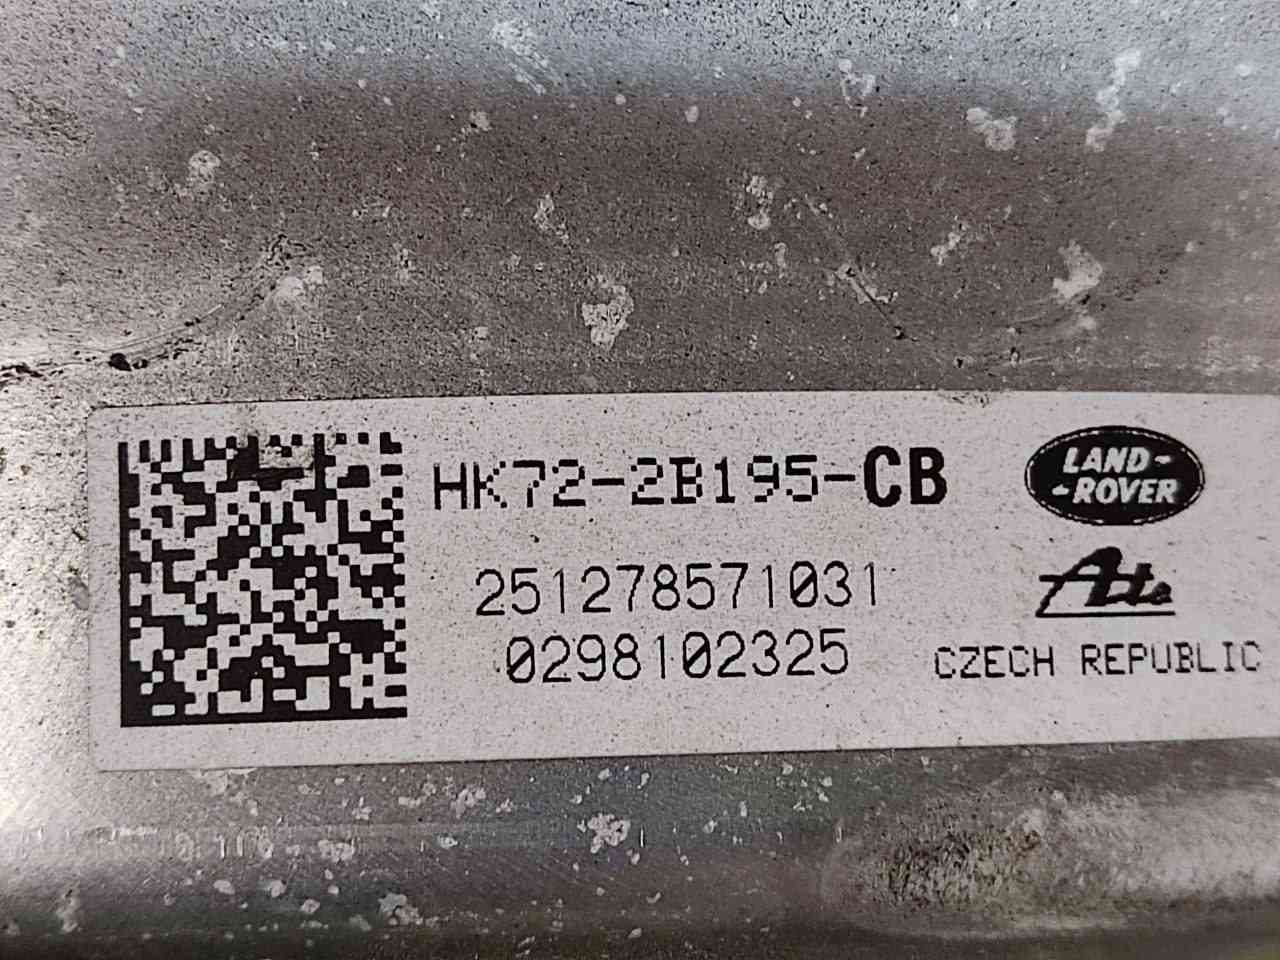 HK72-2B195-CB
251278571031
0298102325
LAND-
-ROVER
Ate
CZECH REPUBLIC